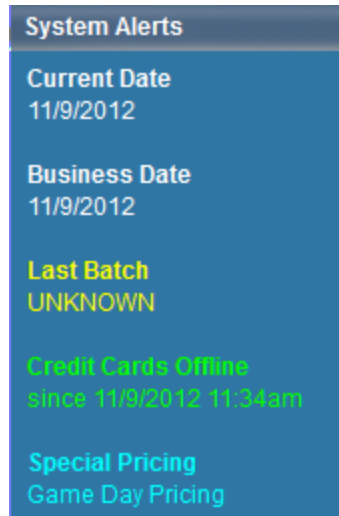 System Alerts
Current Date
11/9/2012
Business Date
11/9/2012
Last Batch
UNKNOWN
Credit Cards Offline
since 11/9/2012 11:34am
Special Pricing
Game Day Pricing